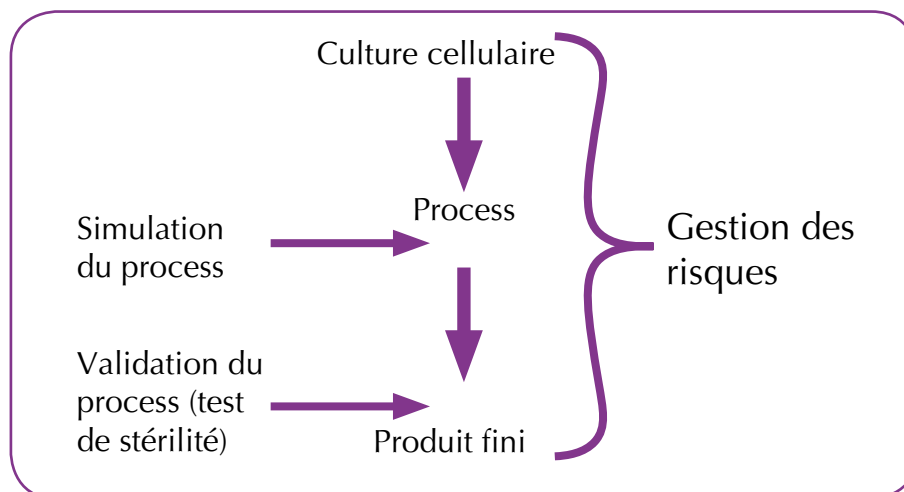 Culture cellulaire
Process
Simulation
du process
Gestion des
risques
Validation du
process (test
de stérilité)
Produit fini